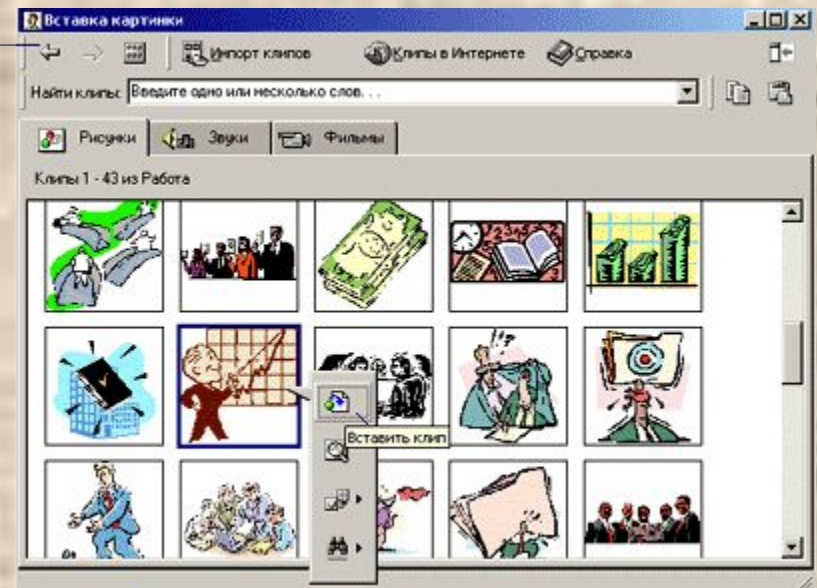 Вставка картинки
Импорт клипов Клипы в Интернете Справка
Найти клипы: Введите одно или несколько слов. . .
Рисунки Звуки Фильмы
Клипы 1 - 43 из Работа
Вставить клип